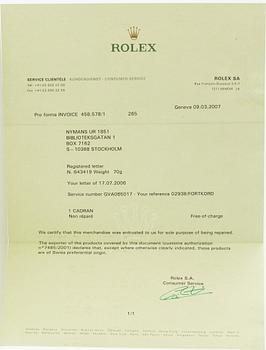 ROLEX
SERVICE CLIENTÈLE · KUNDENDIENST · CONSUMER SERVICE
ROLEX SA
Geneva 09.03.2007
Pro forma INVOICE 458.578/1 265
NYMANS UR 1851
BIBLIOTEKSGATAN 1
BOX 7162
S-10388 STOCKHOLM
Registered letter
N. 643419 Weight 70g
Your letter of 17.07.2006
Service number GVA065017 - Your reference 02938/FORTKORD
1 CADRAN
Non réparé Free-of-charge
We certify that this merchandise was entrusted to us for sole purpose of being repaired.
The exporter of the products covered by this document (customs authorization
n°7485/2001) declares that, except where otherwise clearly indicated, these products
are of Swiss preferential origin.
Rolex S.A.
Consumer Service
1/1